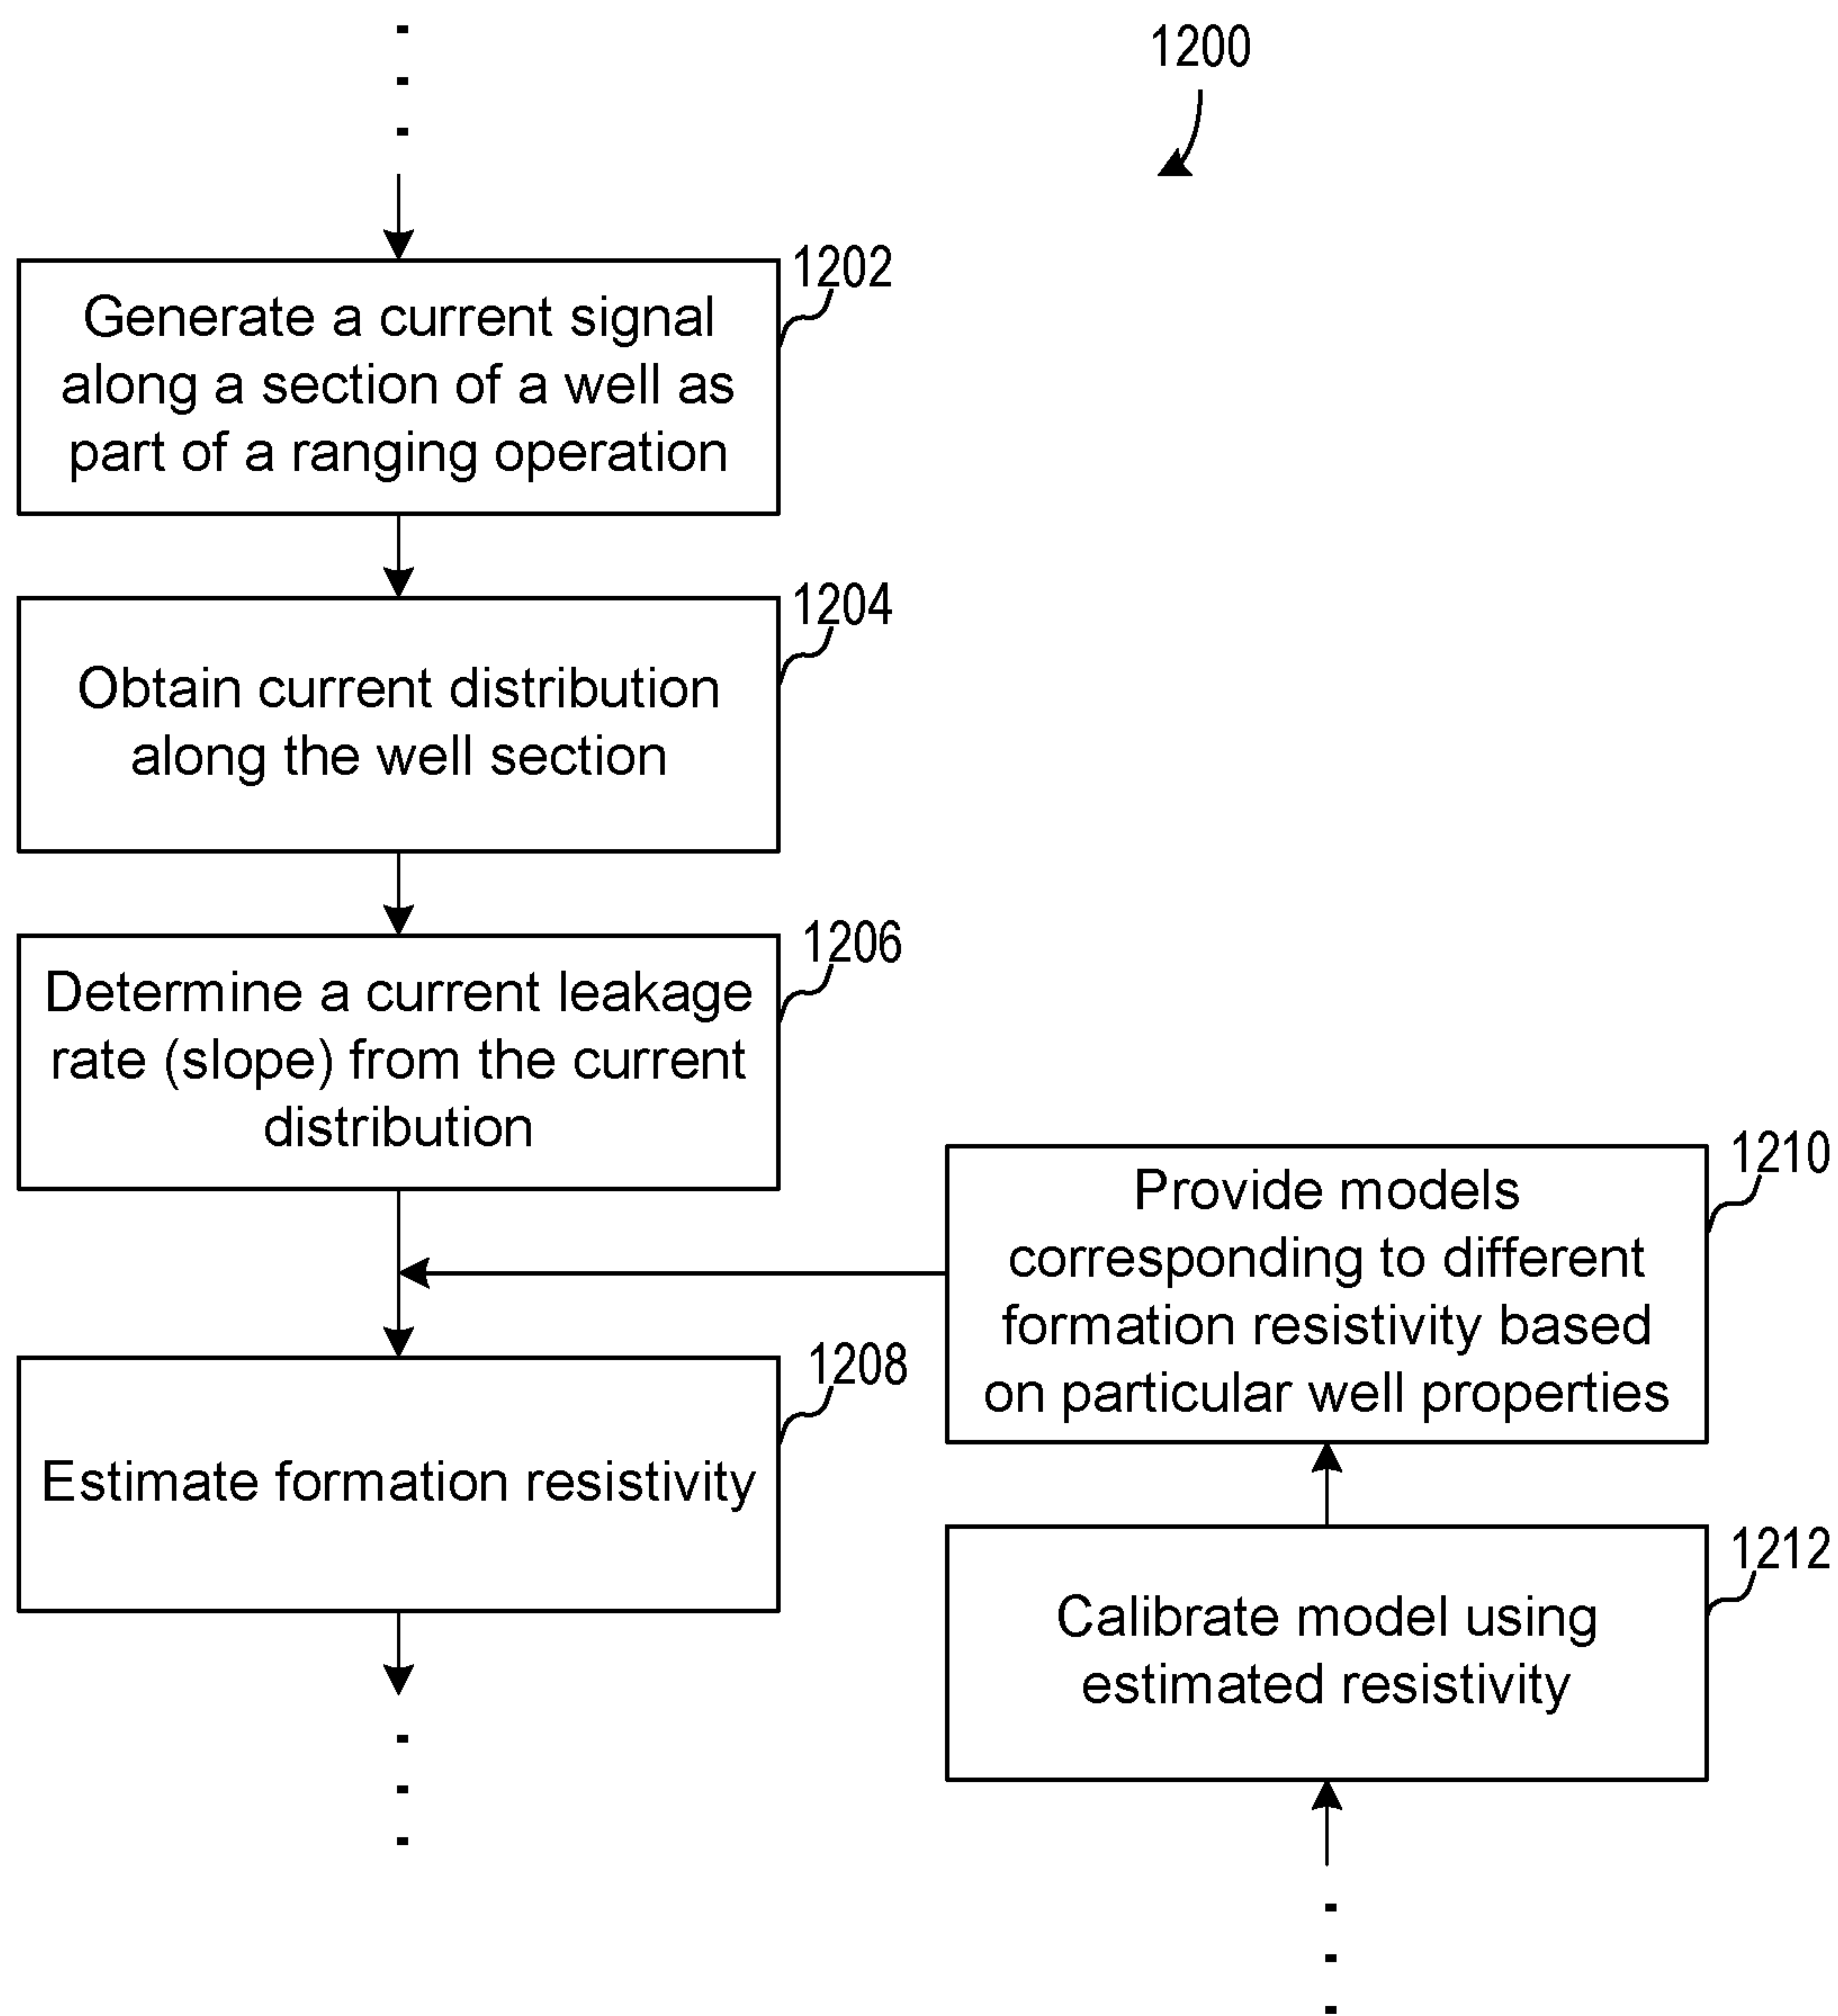 1200
1202
Generate a current signal
along a section of a well as
part of a ranging operation
1204
Obtain current distribution
along the well section
1206
Determine a current leakage
rate (slope) from the current
distribution
1210
Provide models
corresponding to different
formation resistivity based
on particular well properties
1208
Estimate formation resistivity
1212
Calibrate model using
estimated resistivity